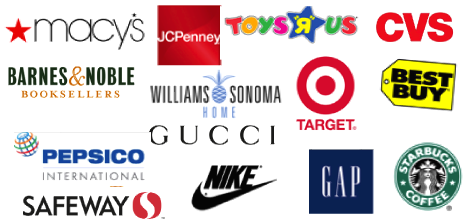 macy's
JCPenney
TOYS R US
CVS
BARNES & NOBLE
BOOKSELLERS
WILLIAMS SONOMA
HOME
TARGET®
BEST
BUY
GUCCI
PEPSICO
INTERNATIONAL
NIKE
GAP
STARBUCKS
COFFEE
®
SAFEWAY